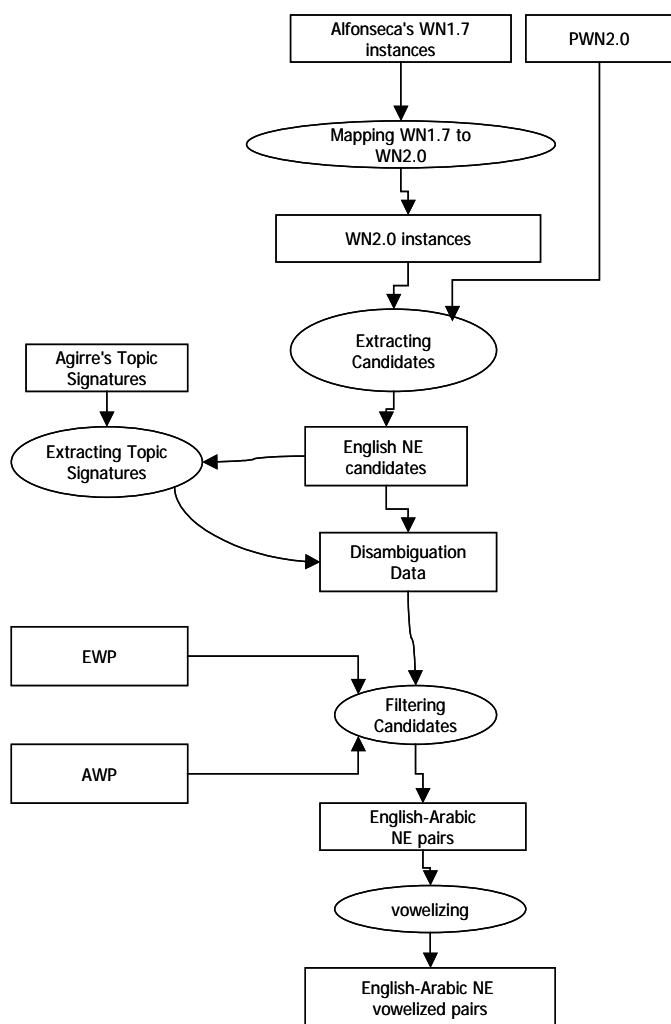 Alfonseca's WN1.7
instances
PWN2.0
Mapping WN1.7 to
WN2.0
WN2.0 instances
Extracting
Candidates
Agirre's Topic
Signatures
Extracting Topic
Signatures
English NE
candidates
Disambiguation
Data
EWP
Filtering
Candidates
AWP
English-Arabic
NE pairs
vowelizing
English-Arabic NE
vowelized pairs